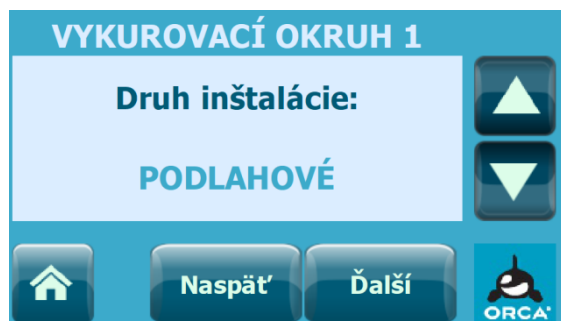 VYKUROVACÍ OKRUH 1
Druh inštalácie:
PODLAHOVÉ
Naspäť
Ďalší
ORCA